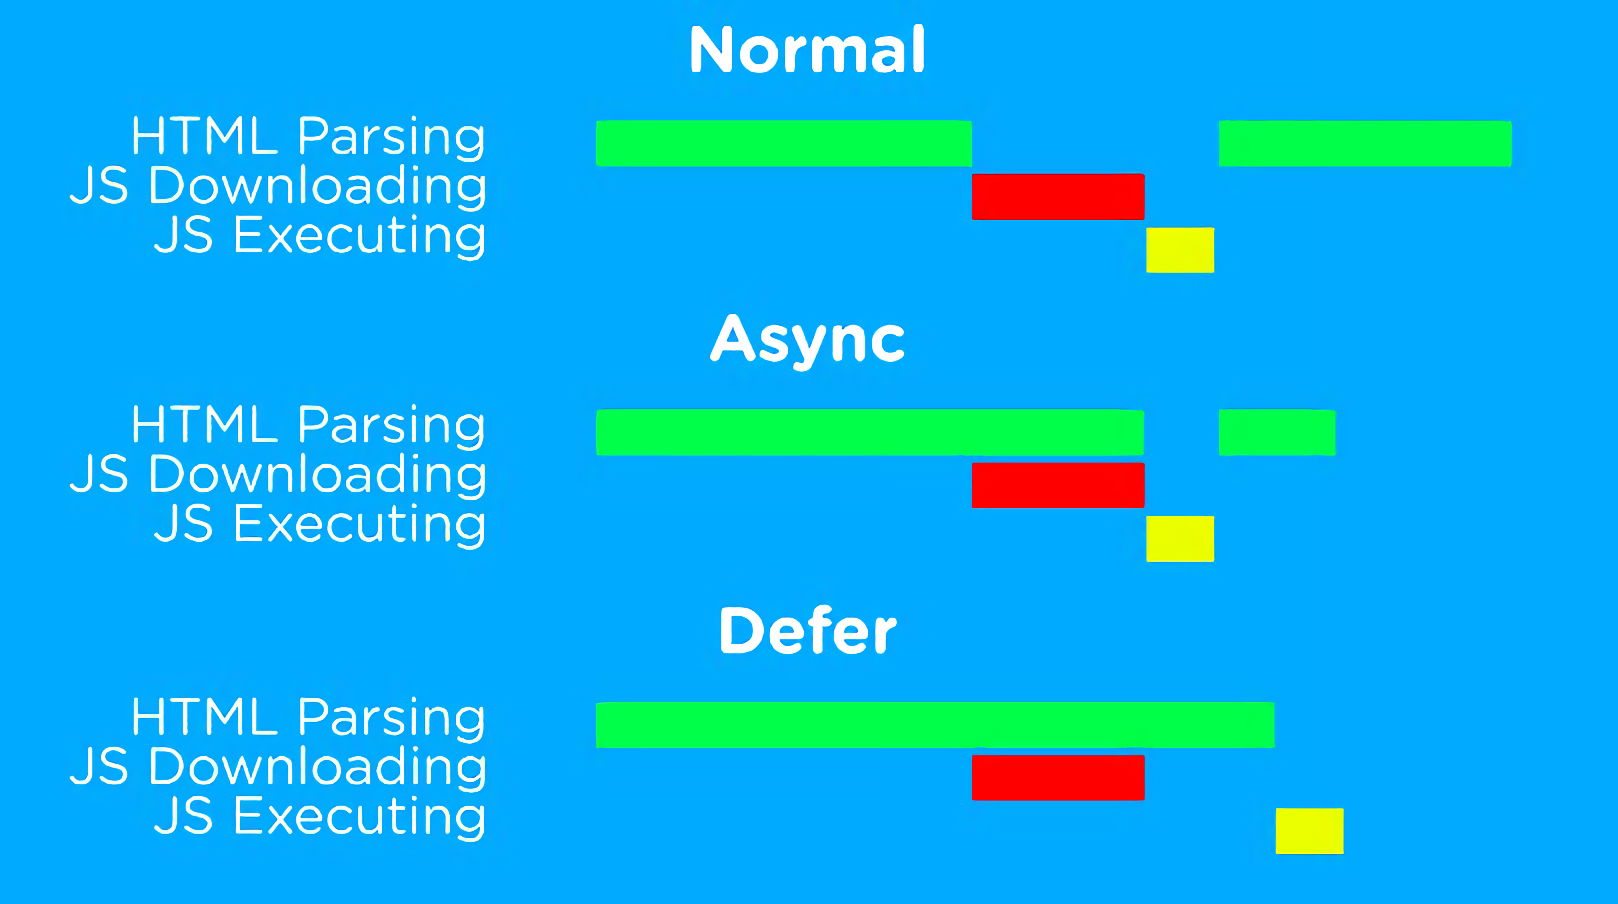 Normal
HTML Parsing
JS Downloading
JS Executing
Async
HTML Parsing
JS Downloading
JS Executing
Defer
HTML Parsing
JS Downloading
JS Executing